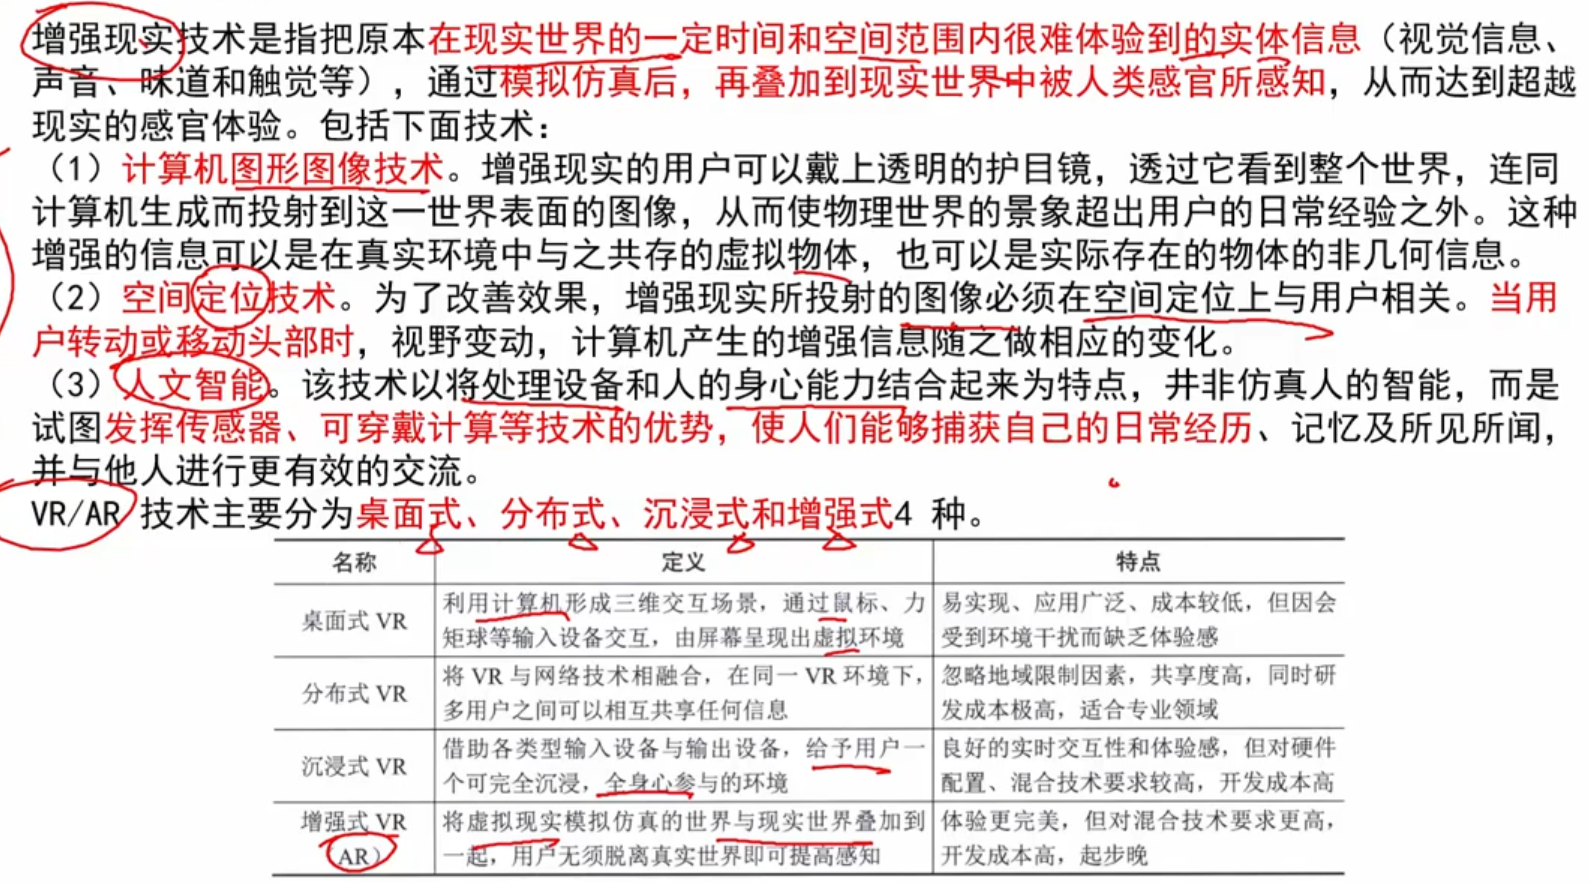 增强现实技术是指把原本在现实世界的一定时间和空间范围内很难体验到的实体信息（视觉信息、
声音、味道和触觉等），通过模拟仿真后，再叠加到现实世界中被人类感官所感知，从而达到超越
现实的感官体验。包括下面技术：
（1）计算机图形图像技术。增强现实的用户可以戴上透明的护目镜，透过它看到整个世界，连同
计算机生成而投射到这一世界表面的图像，从而使物理世界的景象超出用户的日常经验之外。这种
增强的信息可以是在真实环境中与之共存的虚拟物体，也可以是实际存在的物体的非几何信息。
（2）空间定位技术。为了改善效果，增强现实所投射的图像必须在空间定位上与用户相关。当用
户转动或移动头部时，视野变动，计算机产生的增强信息随之做相应的变化。
（3）人文智能。该技术以将处理设备和人的身心能力结合起来为特点，井非仿真人的智能，而是
试图发挥传感器、可穿戴计算等技术的优势，使人们能够捕获自己的日常经历、记忆及所见所闻，
并与他人进行更有效的交流。
VR/AR 技术主要分为桌面式、分布式、沉浸式和增强式4 种。
名称 定义 特点
桌面式 VR
利用计算机形成三维交互场景，通过鼠标、力
矩球等输入设备交互，由屏幕呈现出虚拟环境
易实现、应用广泛、成本较低，但因会
受到环境干扰而缺乏体验感
分布式 VR
将 VR 与网络技术相融合，在同一 VR 环境下，
多用户之间可以相互共享任何信息
忽略地域限制因素，共享度高，同时研
发成本极高，适合专业领域
沉浸式 VR
借助各类型输入设备与输出设备，给予用户一
个可完全沉浸，全身心参与的环境
良好的实时交互性和体验感，但对硬件
配置、混合技术要求较高，开发成本高
增强式 VR
AR）
将虚拟现实模拟仿真的世界与现实世界叠加到
一起，用户无须脱离真实世界即可提高感知
体验更完美，但对混合技术要求更高，
开发成本高，起步晚